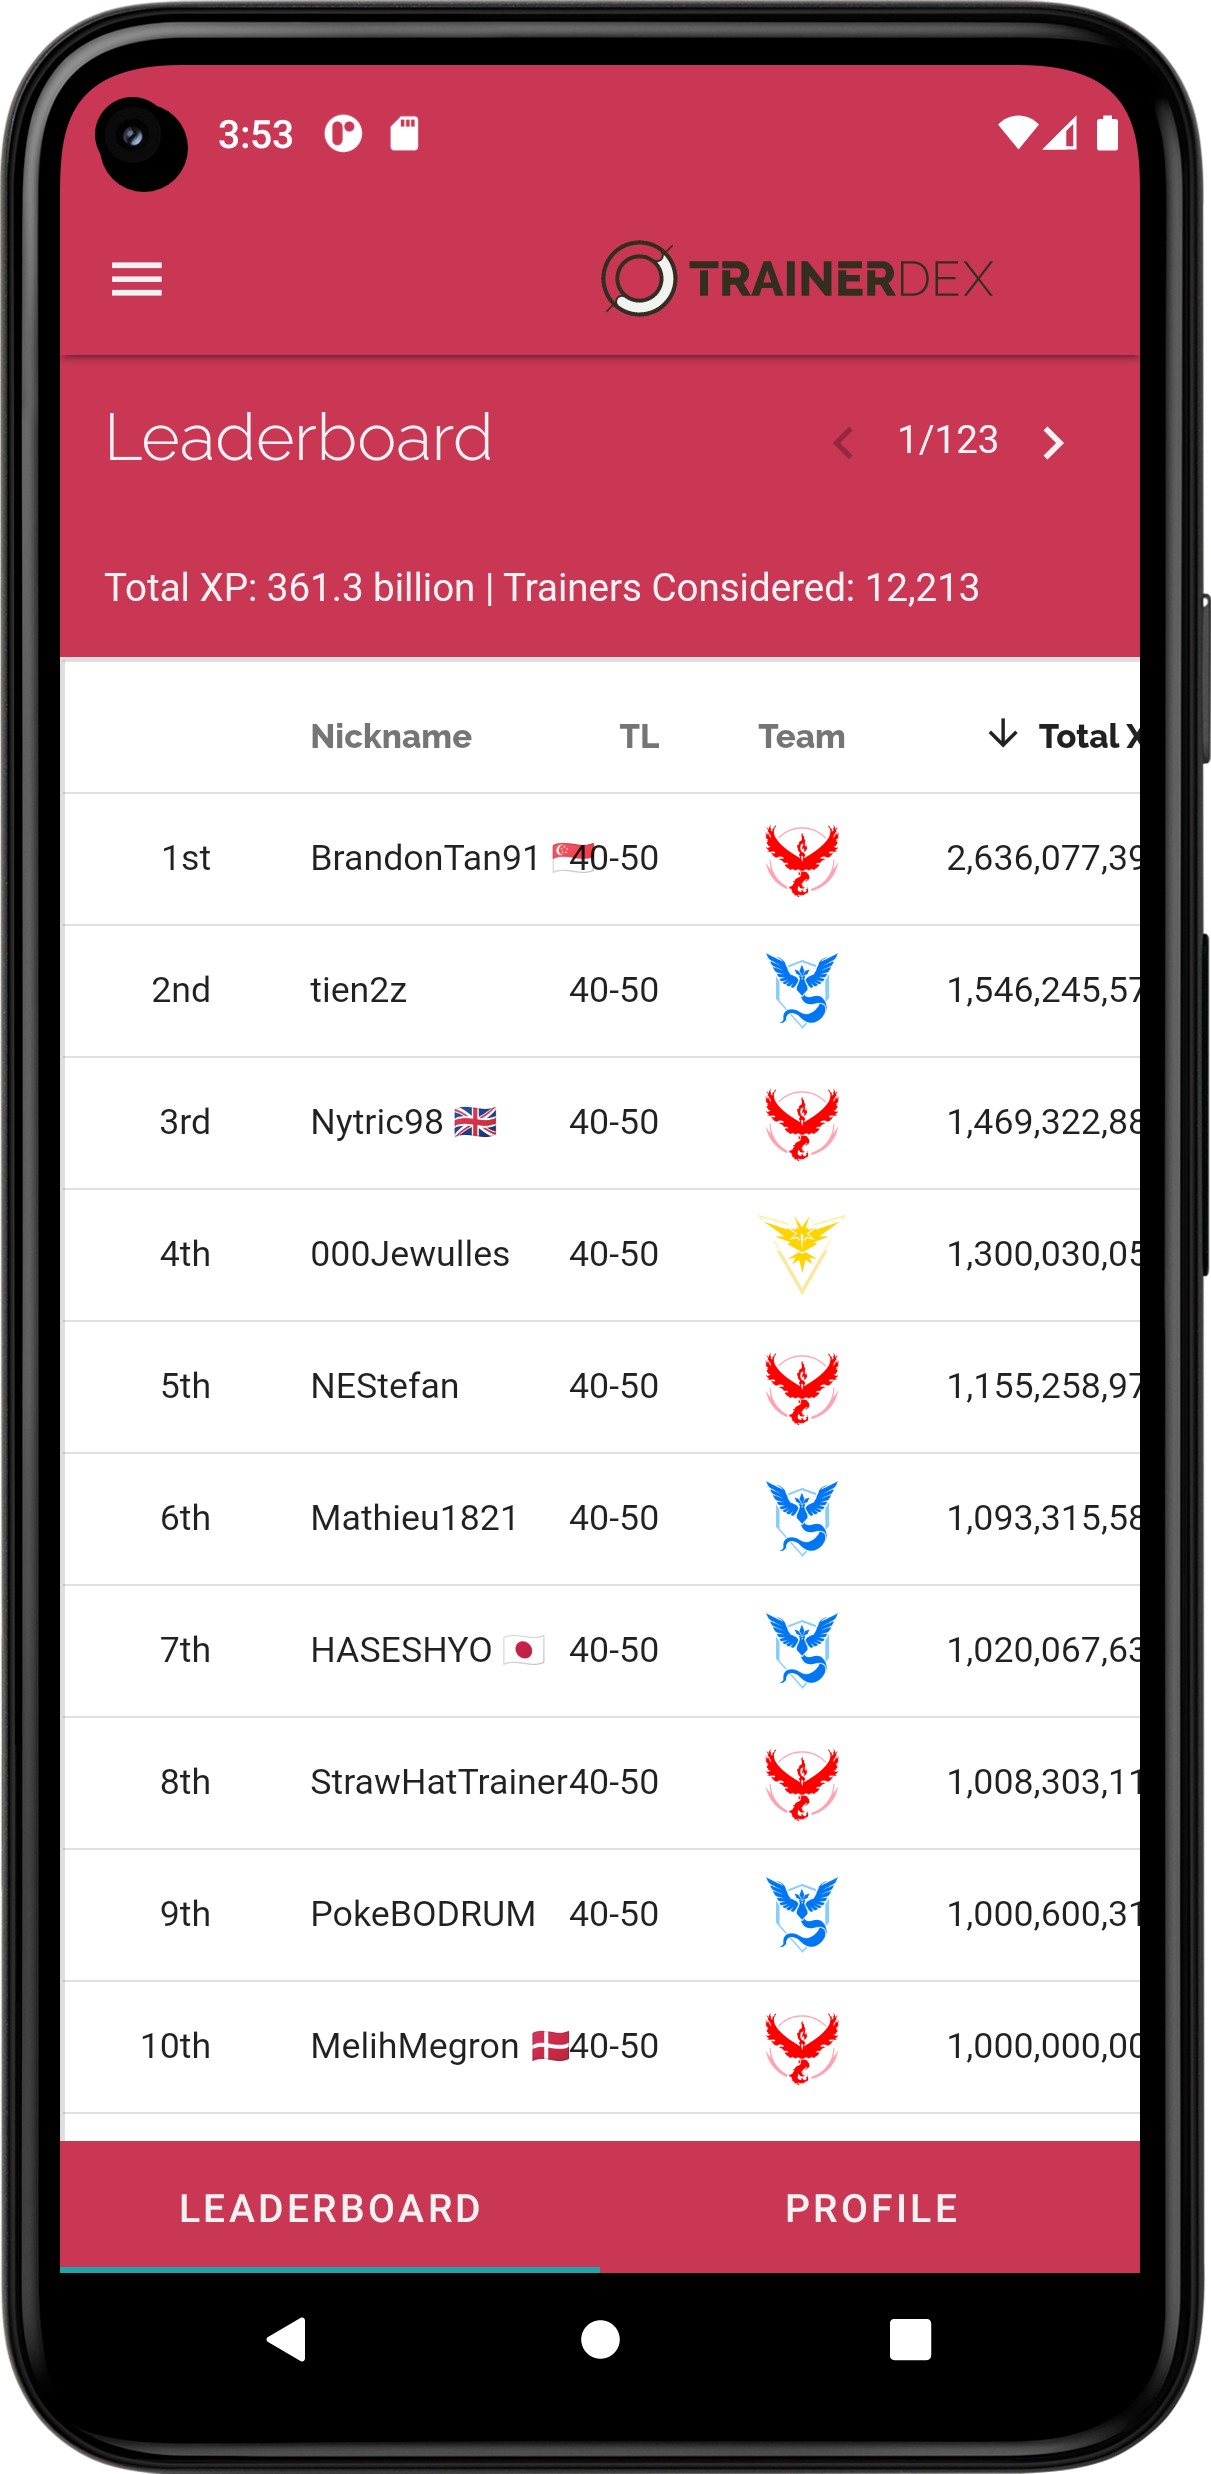 3:53
TRAINERDEX
Leaderboard 1/123
Total XP: 361.3 billion | Trainers Considered: 12,213
Nickname TL Team Total X
1st BrandonTan91 40-50 2,636,077,39
2nd tien2z 40-50 1,546,245,57
3rd Nytric98 40-50 1,469,322,88
4th 000Jewulles 40-50 1,300,030,05
5th NEStefan 40-50 1,155,258,97
6th Mathieu1821 40-50 1,093,315,58
7th HASESHYO 40-50 1,020,067,63
8th StrawHatTrainer 40-50 1,008,303,11
9th PokeBODRUM 40-50 1,000,600,31
10th MelihMegron 40-50 1,000,000,00
LEADERBOARD PROFILE